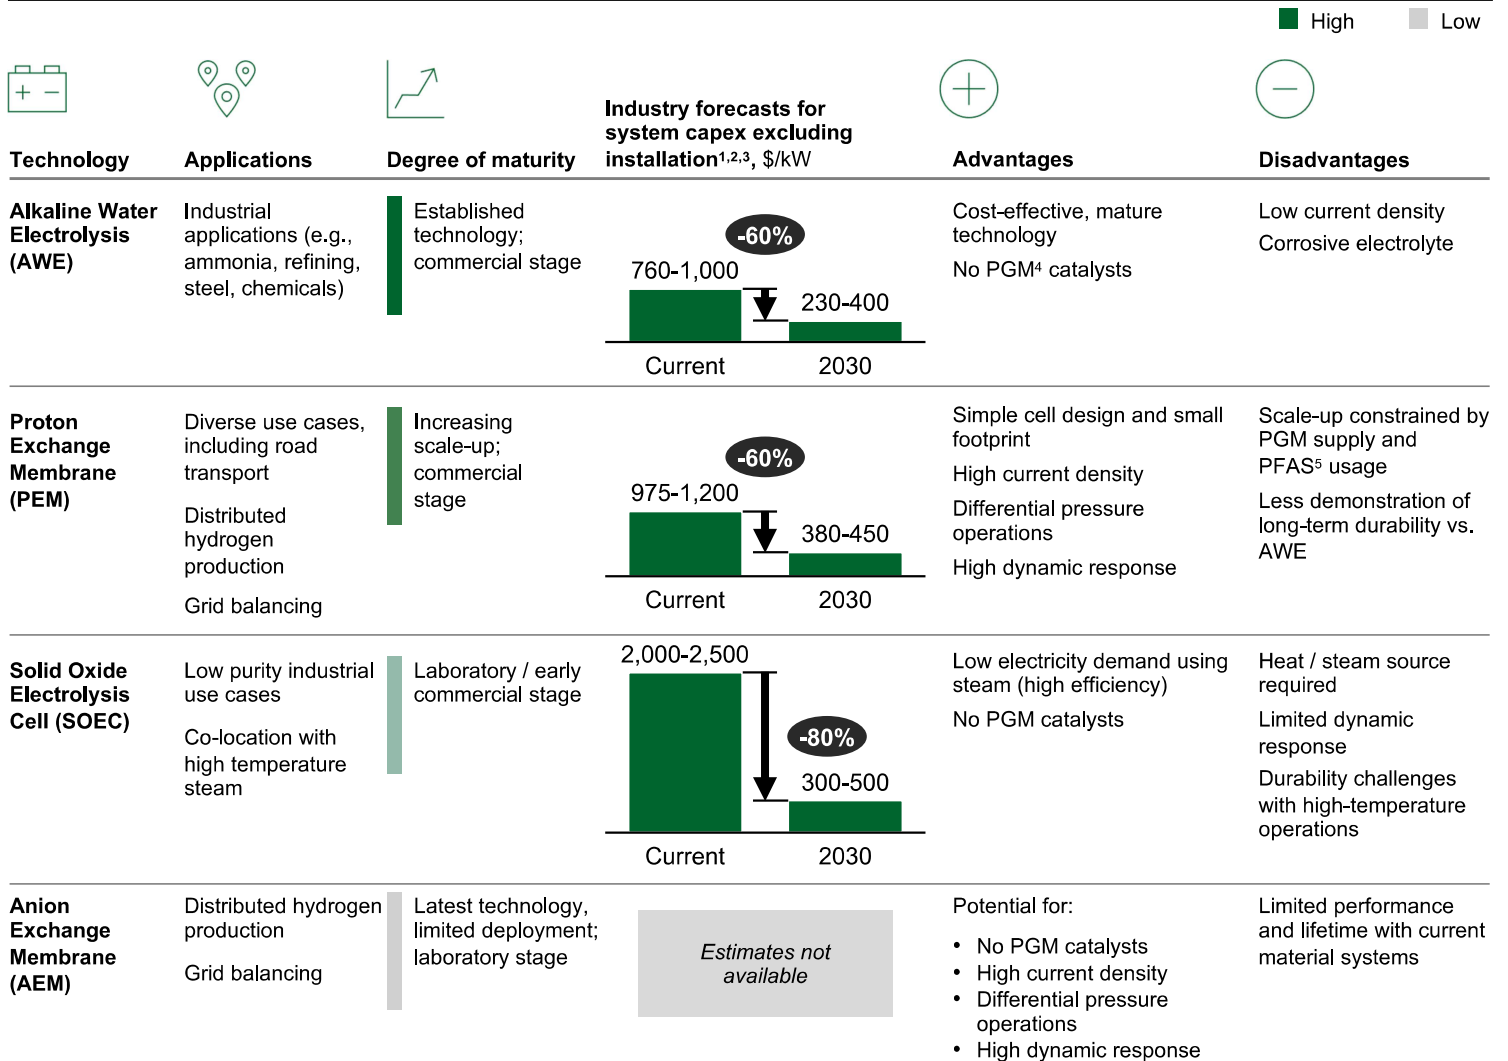 High
Low
Technology
Applications
Degree of maturity
Industry forecasts for
system capex excluding
installation1,2,3, $/kW
Advantages
Disadvantages
Alkaline Water
Electrolysis
(AWE)
Industrial
applications (e.g.,
ammonia, refining,
steel, chemicals)
Established
technology;
commercial stage
-60%
760-1,000
230-400
Current
2030
Cost-effective, mature
technology
No PGM4 catalysts
Low current density
Corrosive electrolyte
Proton
Exchange
Membrane
(PEM)
Diverse use cases,
including road
transport
Distributed
hydrogen
production
Grid balancing
Increasing
scale-up;
commercial
stage
-60%
975-1,200
380-450
Current
2030
Simple cell design and small
footprint
High current density
Differential pressure
operations
High dynamic response
Scale-up constrained by
PGM supply and
PFAS5 usage
Less demonstration of
long-term durability vs.
AWE
Solid Oxide
Electrolysis
Cell (SOEC)
Low purity industrial
use cases
Co-location with
high temperature
steam
Laboratory / early
commercial stage
2,000-2,500
-80%
300-500
Current
2030
Low electricity demand using
steam (high efficiency)
No PGM catalysts
Heat / steam source
required
Limited dynamic
response
Durability challenges
with high-temperature
operations
Anion
Exchange
Membrane
(AEM)
Distributed hydrogen
production
Grid balancing
Latest technology,
limited deployment;
laboratory stage
Estimates not
available
Potential for:
• No PGM catalysts
• High current density
• Differential pressure
operations
• High dynamic response
Limited performance
and lifetime with current
material systems